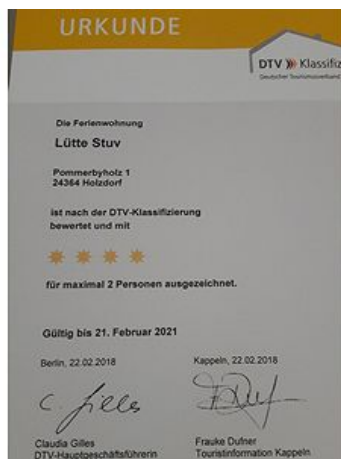 URKUNDE
DTV Klassifiz
Deutscher Tourismusverband
Die Ferienwohnung
Lütte Stuv
Pommerbyholz 1
24364 Holzdorf
ist nach der DTV-Klassifizierung
bewertet und mit
für maximal 2 Personen ausgezeichnet.
Gültig bis 21. Februar 2021
Berlin, 22.02.2018
Kappeln, 22.02.2018
C. Gilles
Claudia Gilles
DTV-Hauptgeschäftsführerin
Frauke Dufner
Touristinformation Kappeln